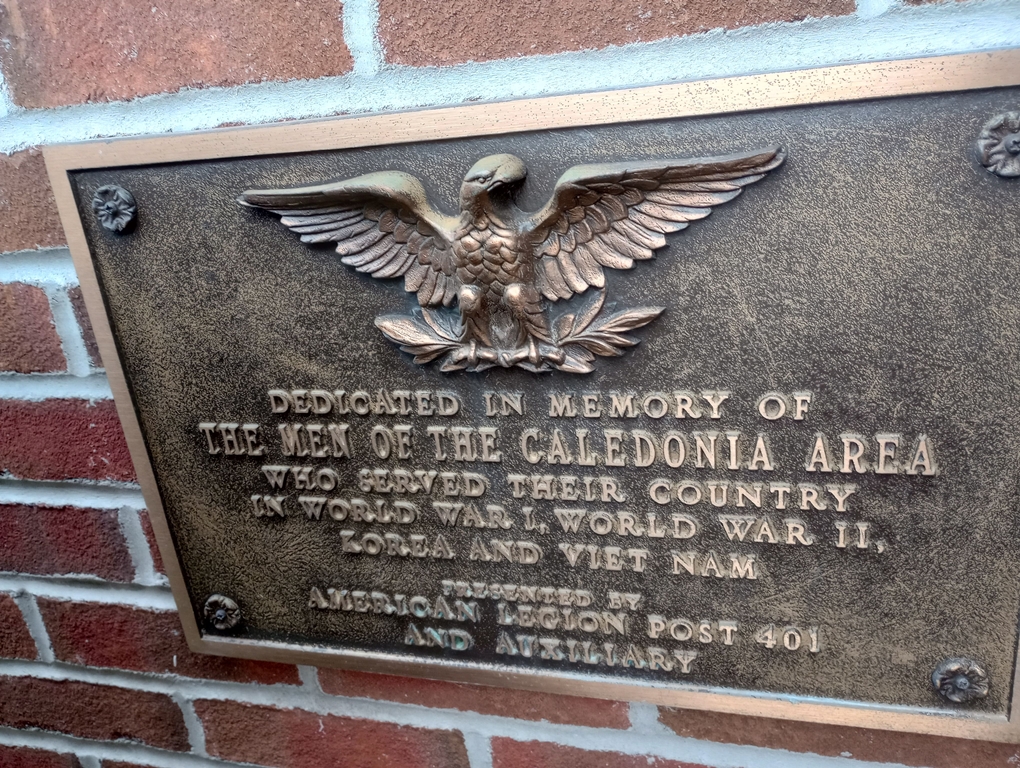 DEDICATED IN MEMORY OF
THE MEN OF THE CALEDONIA AREA
WHO SERVED THEIR COUNTRY
IN WORLD WAR I, WORLD WAR II,
KOREA AND VIET NAM
PRESENTED BY
AMERICAN LEGION POST 401
AND AUXILIARY